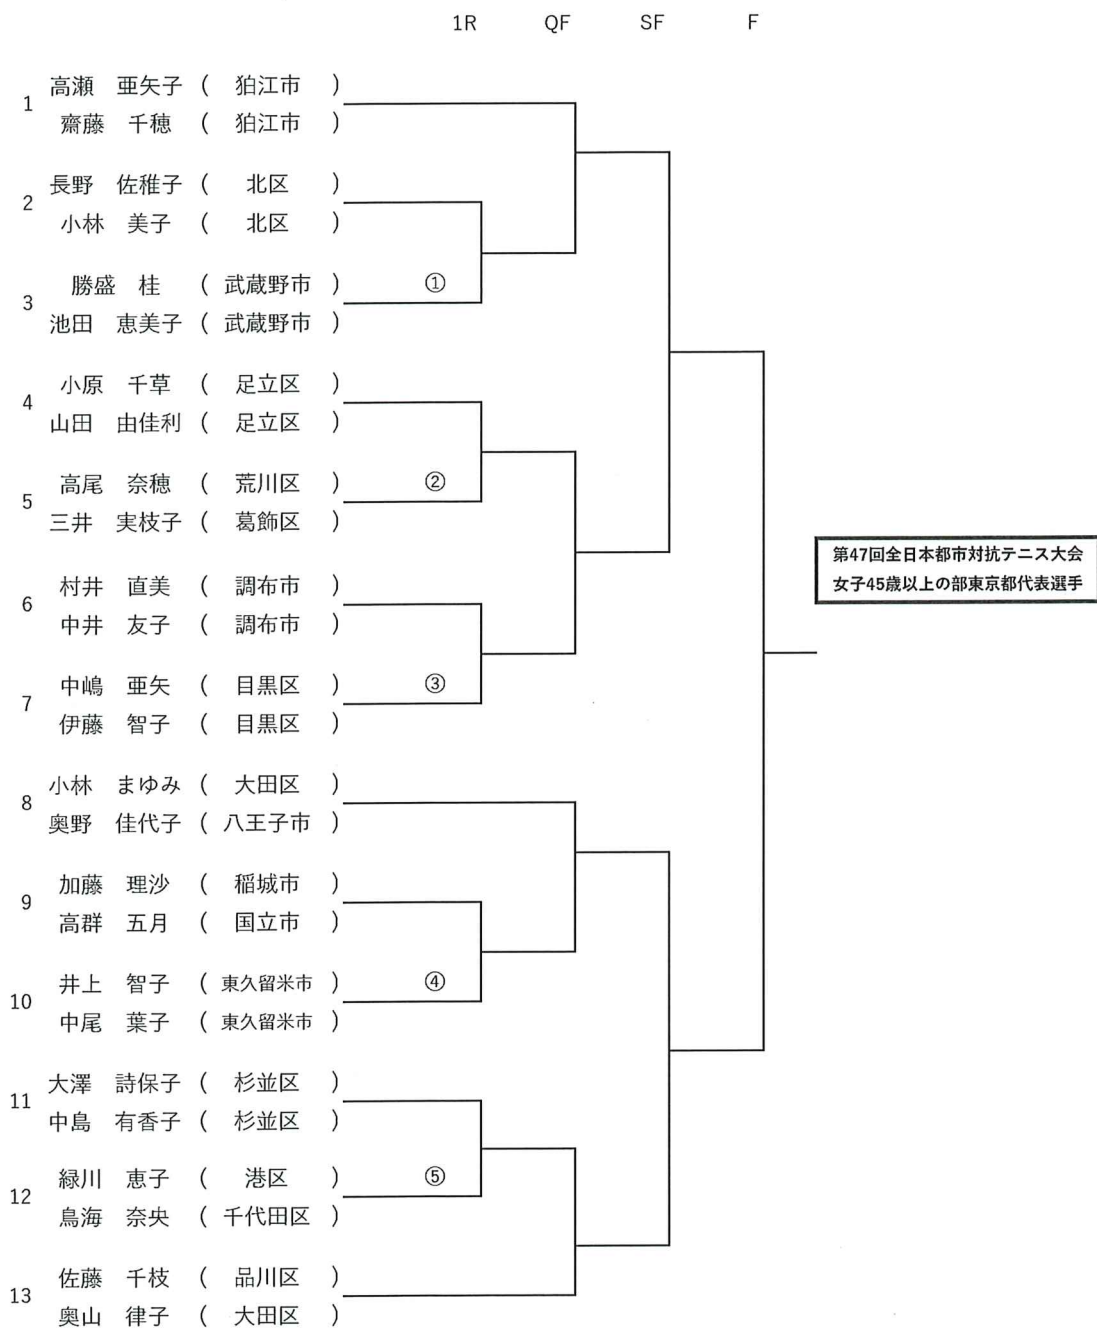 1R QF SF F
1
高瀬 亜矢子 ( 狛江市 )
齋藤 千穂 ( 狛江市 )
2
長野 佐稚子 ( 北区 )
小林 美子 ( 北区 )
3
勝盛 桂 ( 武蔵野市 ) ①
池田 恵美子 ( 武蔵野市 )
4
小原 千草 ( 足立区 )
山田 由佳利 ( 足立区 )
5
高尾 奈穂 ( 荒川区 ) ②
三井 実枝子 ( 葛飾区 )
6
村井 直美 ( 調布市 )
中井 友子 ( 調布市 )
7
中嶋 亜矢 ( 目黒区 ) ③
伊藤 智子 ( 目黒区 )
8
小林 まゆみ ( 大田区 )
奥野 佳代子 ( 八王子市 )
9
加藤 理沙 ( 稲城市 )
高群 五月 ( 国立市 )
10
井上 智子 ( 東久留米市 ) ④
中尾 葉子 ( 東久留米市 )
11
大澤 詩保子 ( 杉並区 )
中島 有香子 ( 杉並区 )
12
緑川 恵子 ( 港区 ) ⑤
鳥海 奈央 ( 千代田区 )
13
佐藤 千枝 ( 品川区 )
奥山 律子 ( 大田区 )
第47回全日本都市対抗テニス大会
女子45歳以上の部東京都代表選手